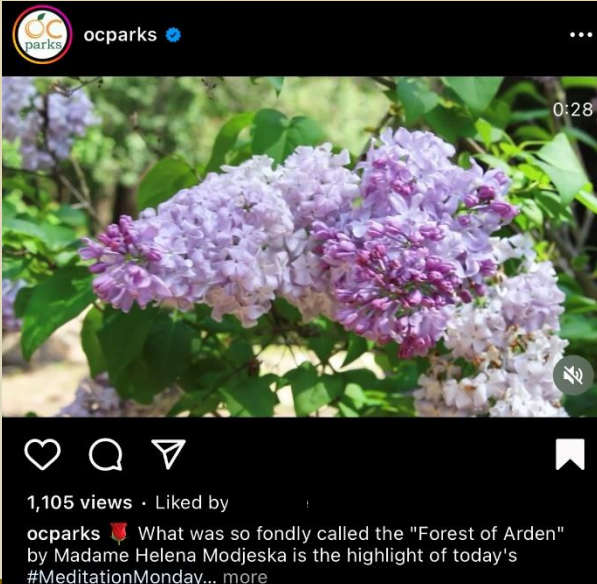 OC
parks
ocparks
0:28
1,105 views · Liked by
ocparks 🌹 What was so fondly called the "Forest of Arden"
by Madame Helena Modjeska is the highlight of today's
#MeditationMonday... more